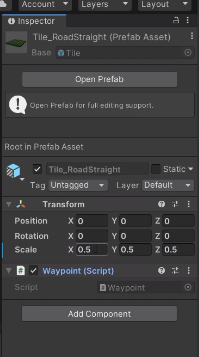 Account Layers Layout
Inspector
Tile_RoadStraight (Prefab Asset)
Base Tile
Open Prefab
Open Prefab for full editing support.
Root in Prefab Asset
Tile_RoadStraight Static
Tag Untagged Layer Default
Transform
Position X 0 Y 0 Z 0
Rotation X 0 Y 0 Z 0
Scale X 0.5 Y 0.5 Z 0.5
# Waypoint (Script)
Script Waypoint
Add Component